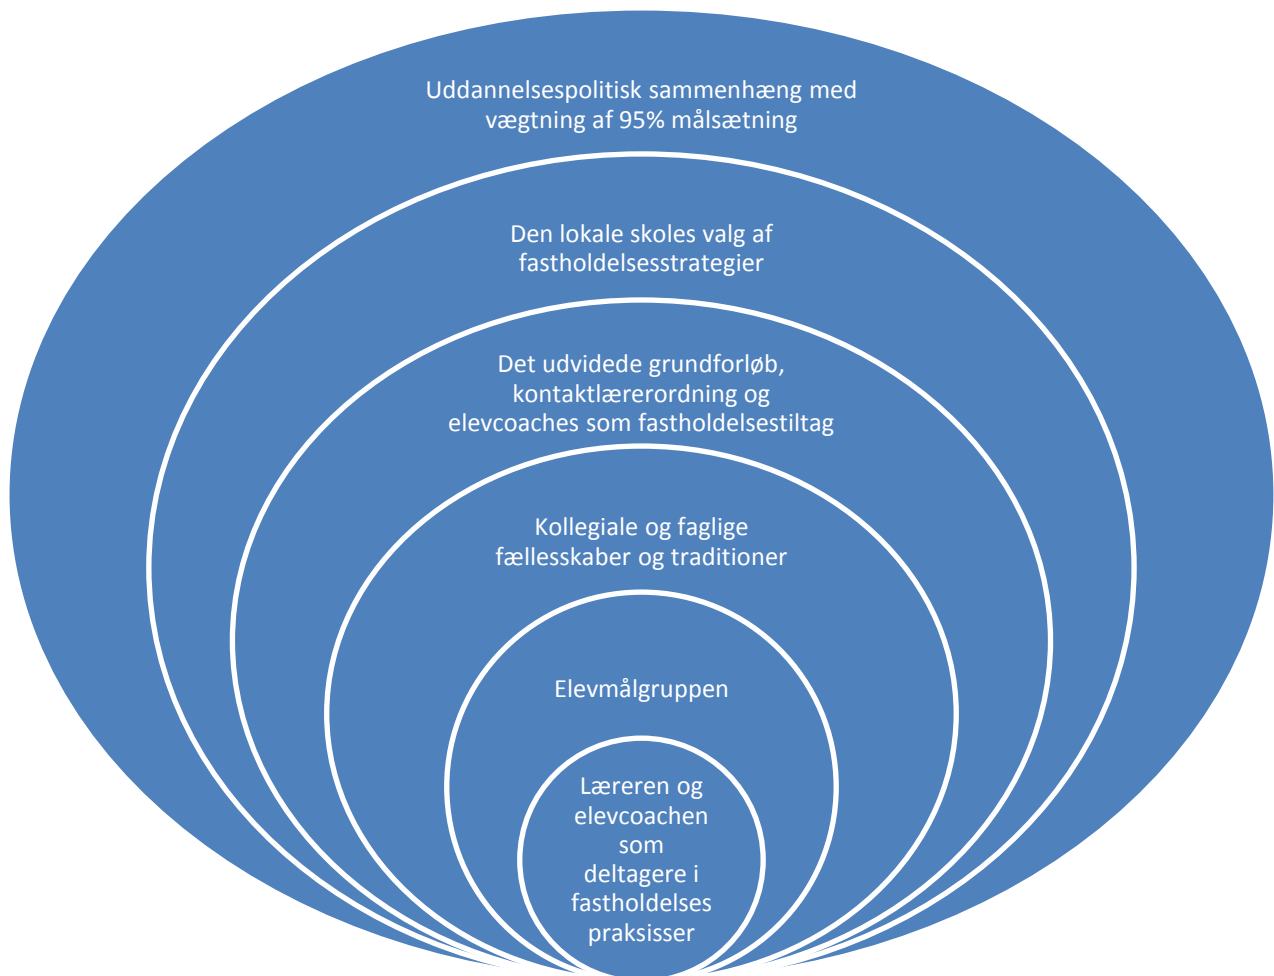 Uddannelsespolitisk sammenhæng med
vægtning af 95% målsætning
Den lokale skoles valg af
fastholdelsesstrategier
Det udvidede grundforløb,
kontaktlærerordning og
elevcoaches som fastholdelsestiltag
Kollegiale og faglige
fællesskaber og traditioner
Elevmålgruppen
Læreren og
elevcoachen
som
deltagere i
fastholdelses
praksisser